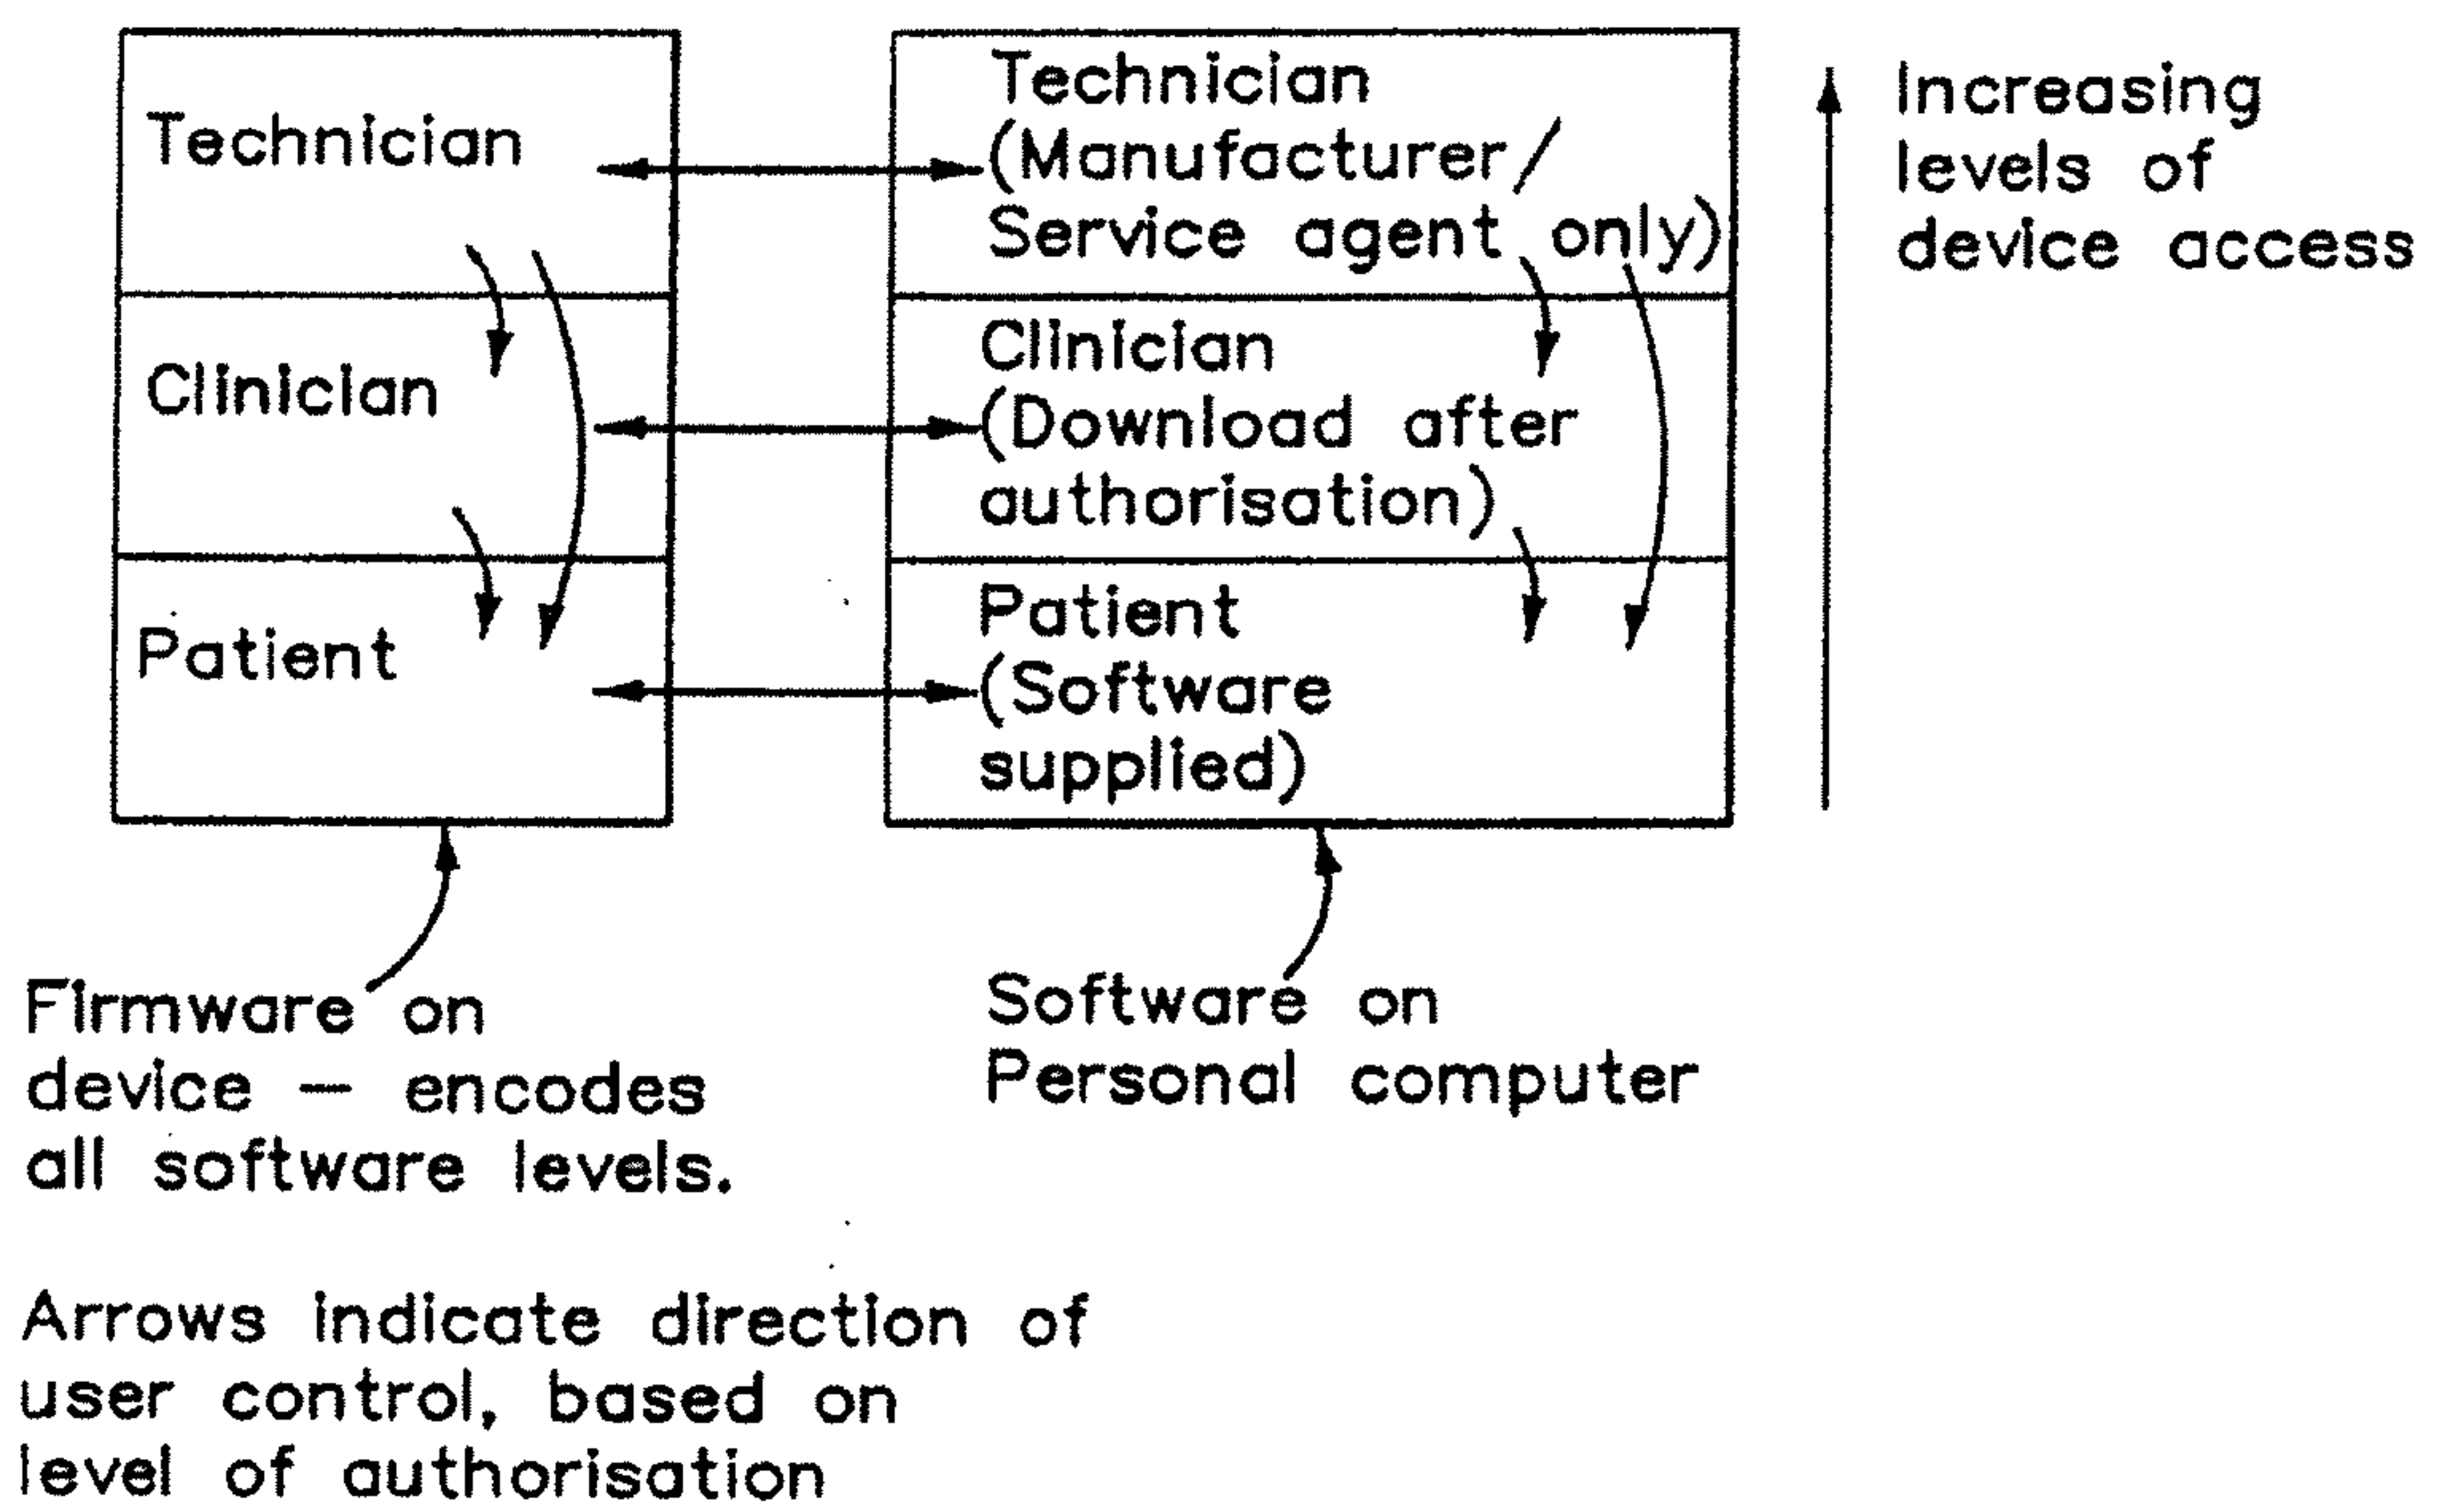 Technician
Clinician
Patient
Technician
(Manufacturer/
Service agent only)
Clinician
(Download after
authorisation)
Patient
(Software
supplied)
Increasing
levels of
device access
Firmware on
device — encodes
all software levels.
Software on
Personal computer
Arrows indicate direction of
user control, based on
level of authorisation